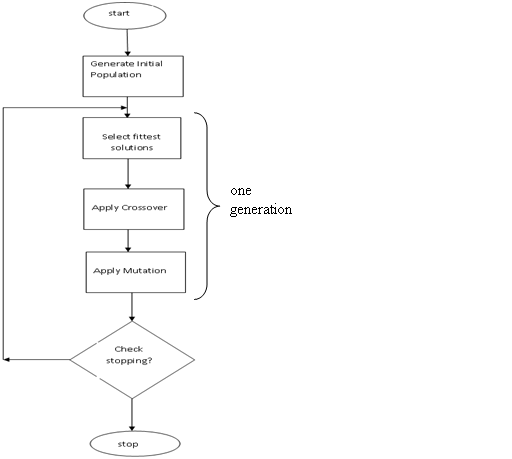 start
Generate Initial
Population
Select fittest
solutions
one
generation
Apply Crossover
Apply Mutation
Check
stopping?
stop